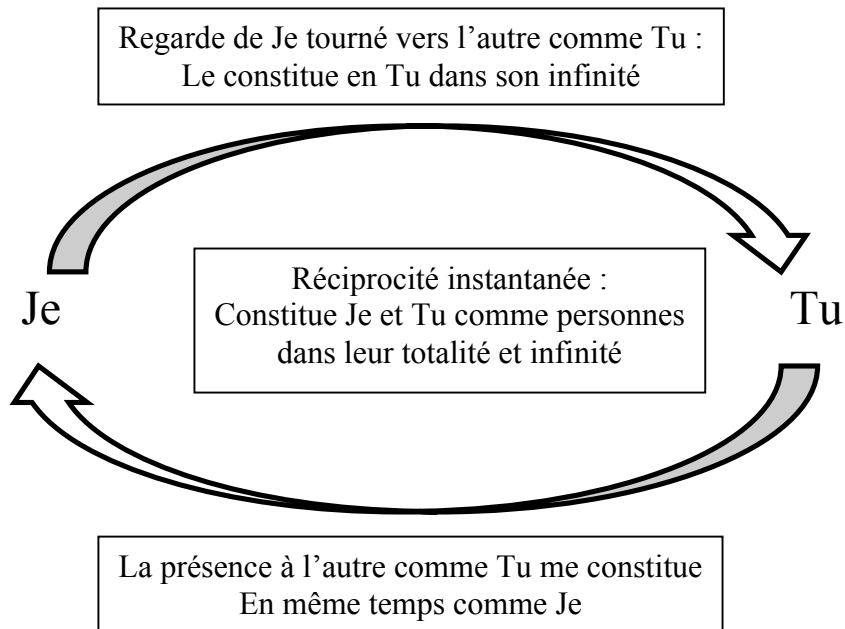 Regarde de Je tourné vers l’autre comme Tu :
Le constitue en Tu dans son infinité
Réciprocité instantanée :
Constitue Je et Tu comme personnes
dans leur totalité et infinité
Je
Tu
La présence à l’autre comme Tu me constitue
En même temps comme Je